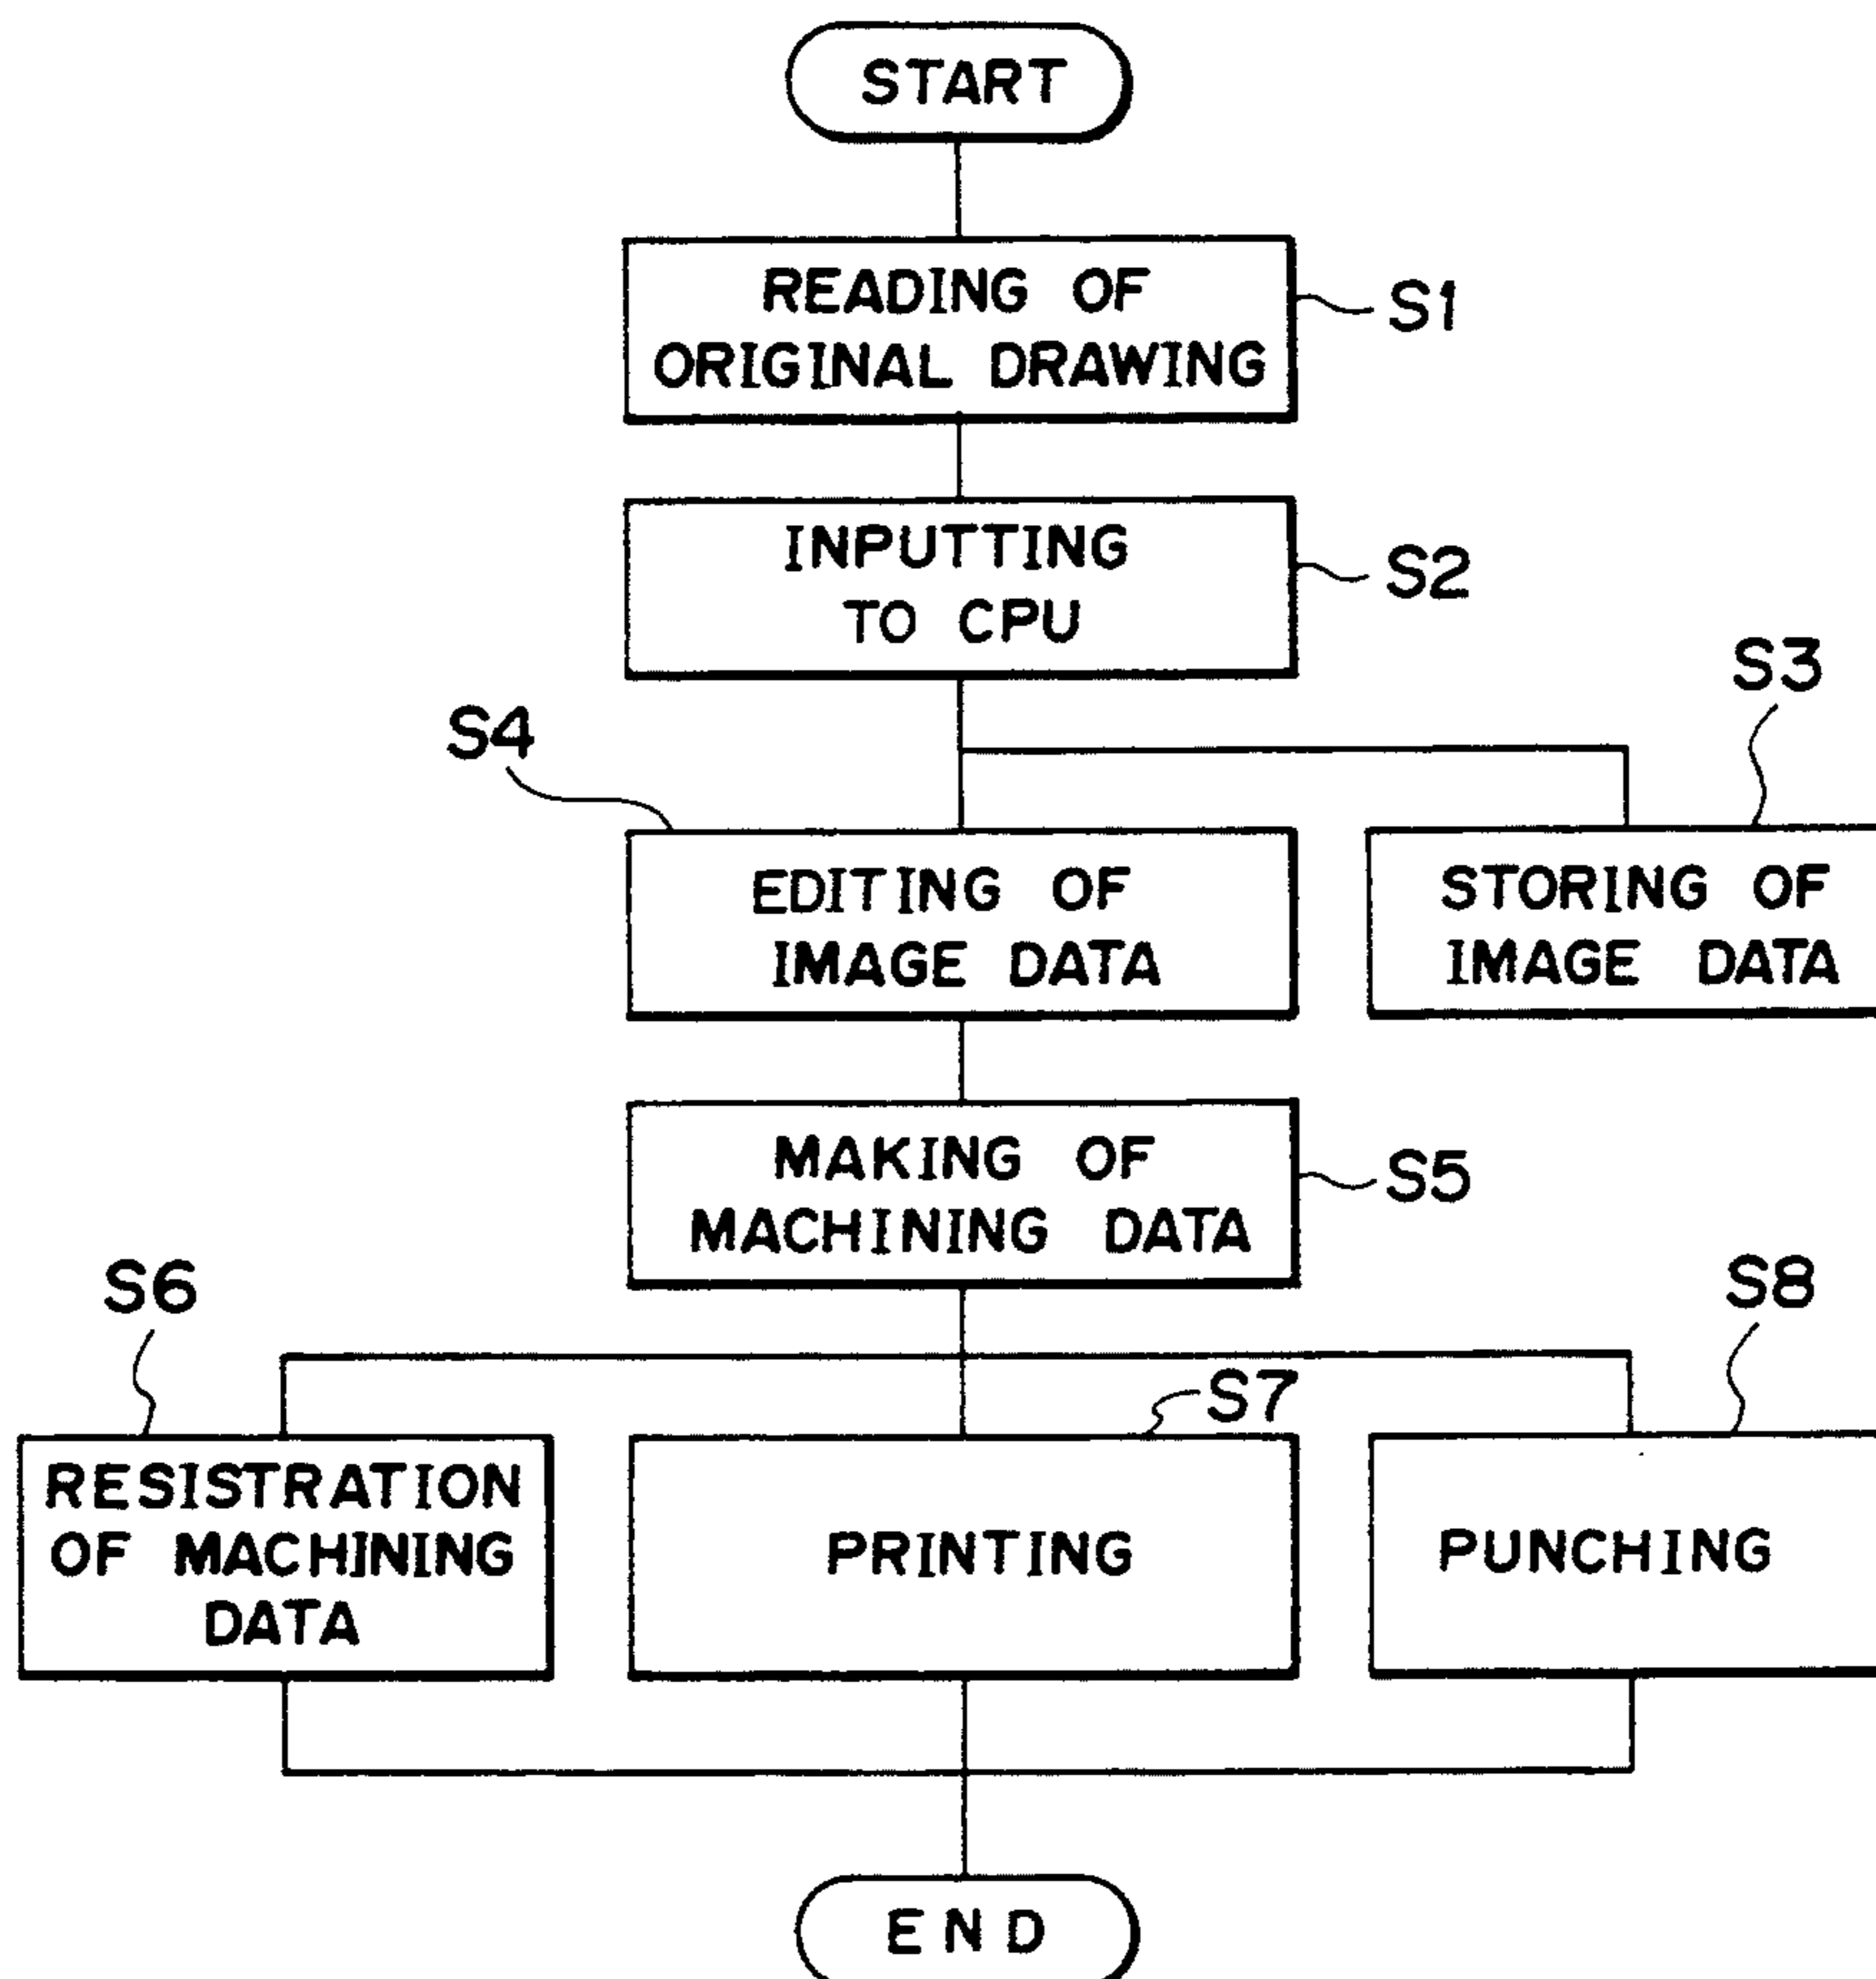 START
READING OF
ORIGINAL DRAWING
S1
INPUTTING
TO CPU
S2
S3
S4
EDITING OF
IMAGE DATA
STORING OF
IMAGE DATA
MAKING OF
MACHINING DATA
S5
S6
S8
S7
RESISTRATION
OF MACHINING
DATA
PRINTING
PUNCHING
END